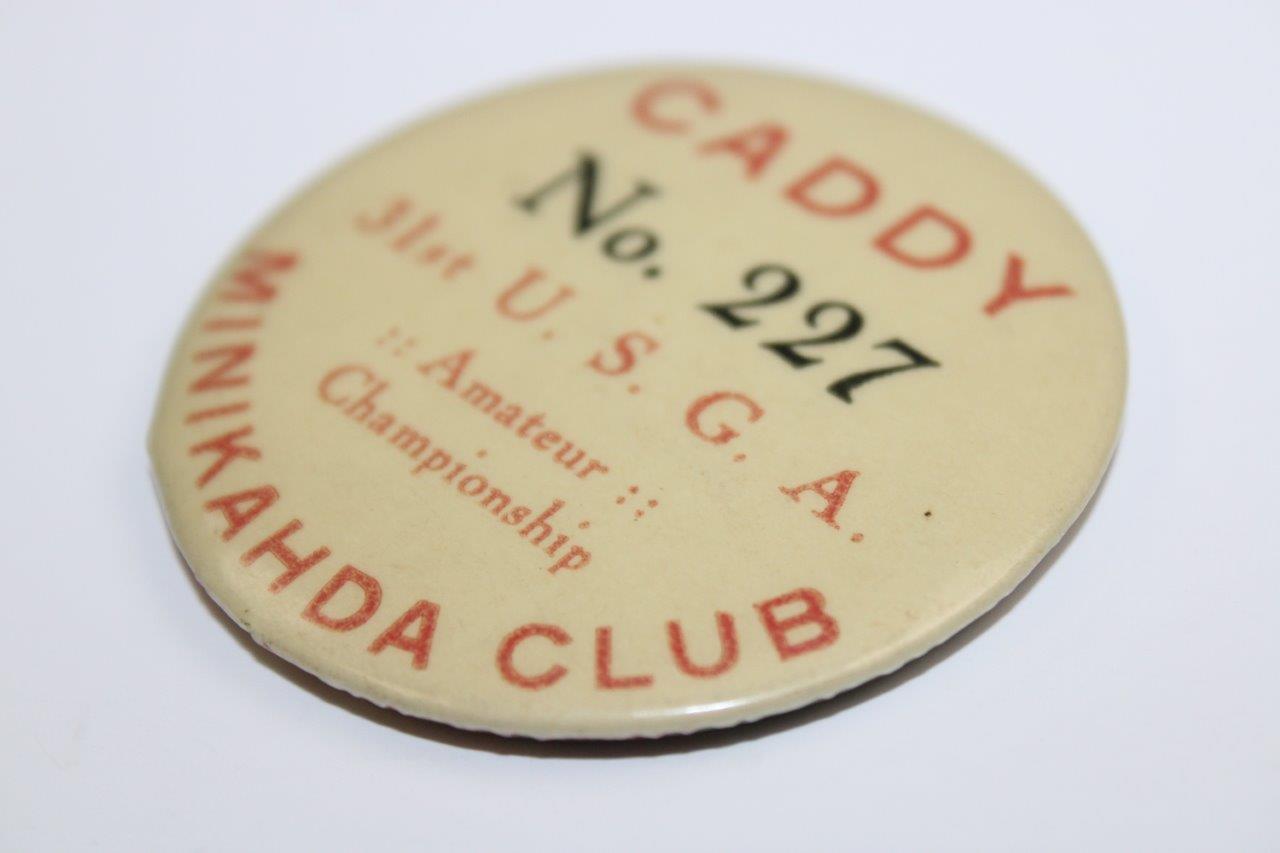 CADDY
No. 227
31st U. S. G. A.
:: Amateur ::
Championship
MINIKAHDA CLUB